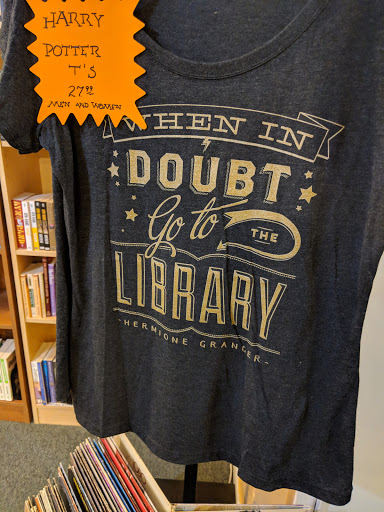 HARRY
POTTER
T'S
27.99
MEN AND WOMEN
WHEN IN
DOUBT
Go to
THE
LIBRARY
-HERMIONE GRANGER-